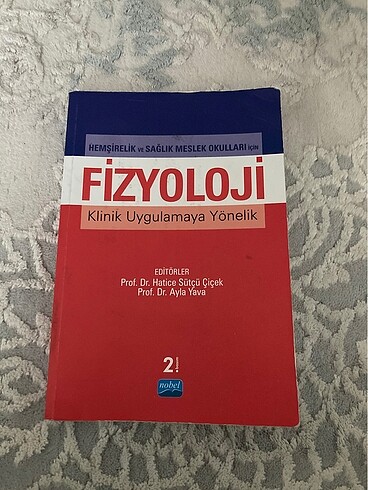 HEMŞİRELİK VE SAĞLIK MESLEK OKULLARI İÇİN
FİZYOLOJİ
Klinik Uygulamaya Yönelik
EDİTÖRLER
Prof. Dr. Hatice Sütçü Çiçek
Prof. Dr. Ayla Yava
2.
nobel